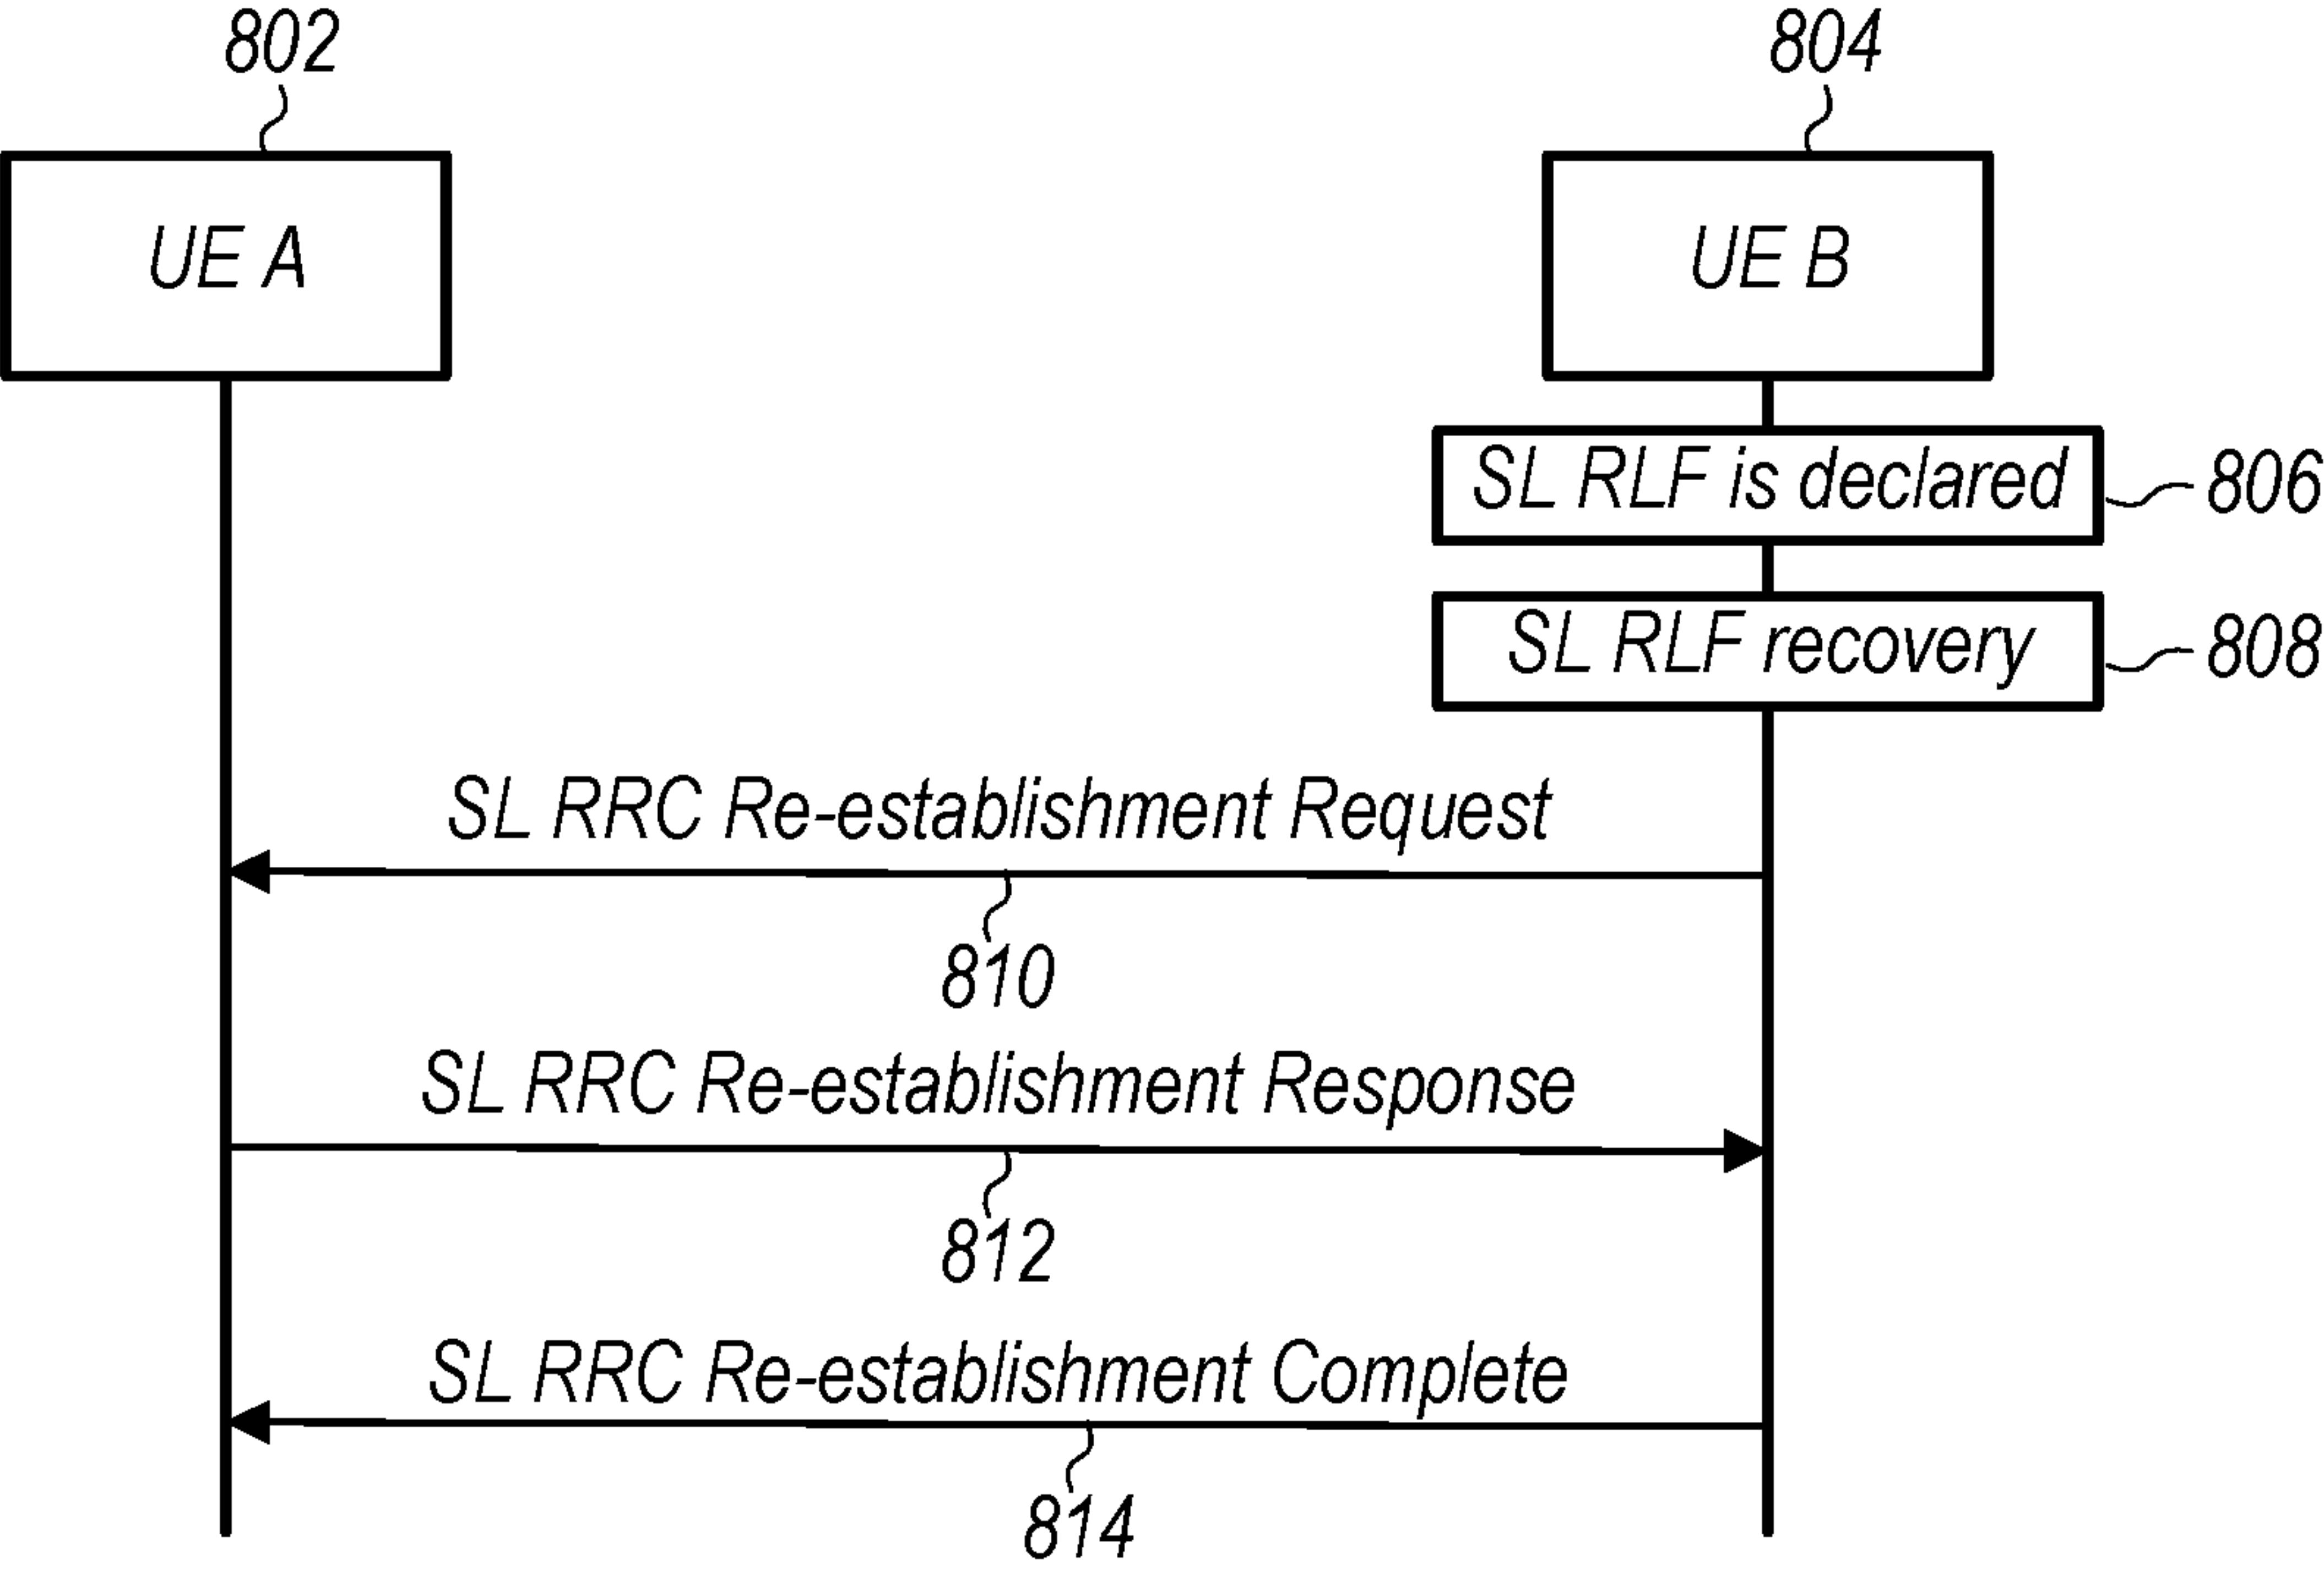 802
804
UE A
UE B
SL RLF is declared
806
SL RLF recovery
808
SL RRC Re-establishment Request
810
SL RRC Re-establishment Response
812
SL RRC Re-establishment Complete
814